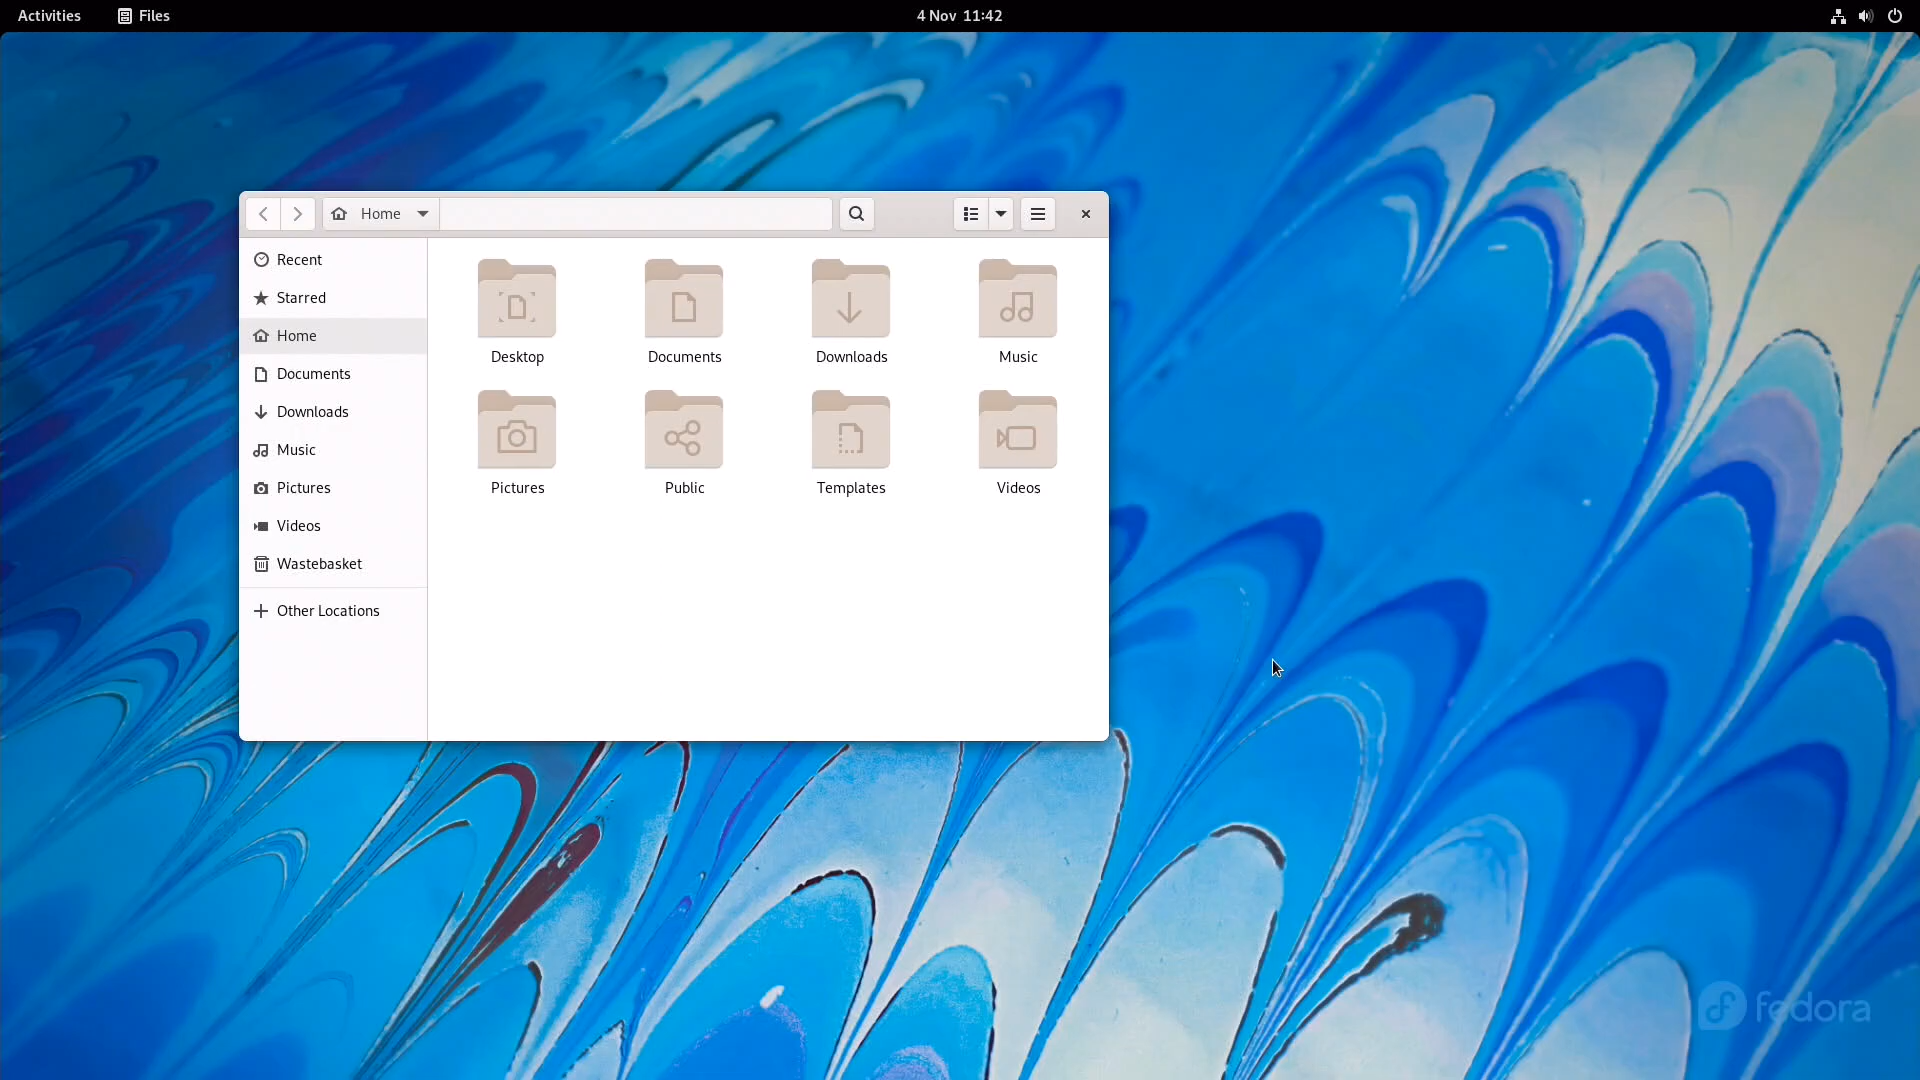 Activities Files 4 Nov 11:42
Home
Recent
Starred
Home
Documents
Downloads
Music
Pictures
Videos
Wastebasket
Other Locations
Desktop Documents Downloads Music
Pictures Public Templates Videos
fedora